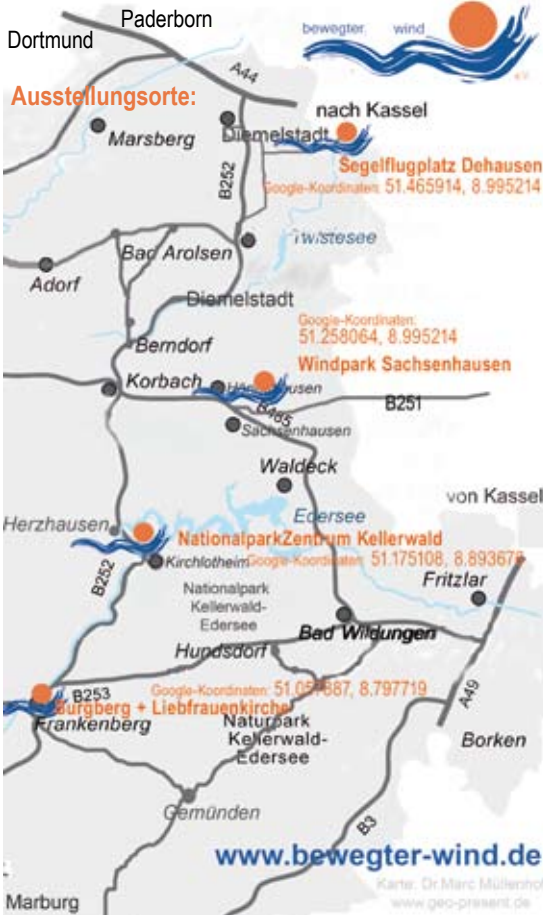 Paderborn
Dortmund
bewegter wind
e.V.
A44
Ausstellungsorte:
nach Kassel
Marsberg
Diemelstadt
Segelflugplatz Dehausen
B252
Google-Koordinaten: 51.465914, 8.995214
Twistesee
Bad Arolsen
Adorf
Diemelstadt
Google-Koordinaten:
51.258064, 8.995214
Berndorf
Windpark Sachsenhausen
Korbach
B251
B485
Sachsenhausen
Waldeck
von Kassel
Edersee
Herzhausen
NationalparkZentrum Kellerwald
Kirchlotheim
Google-Koordinaten: 51.175108, 8.893676
B252
Fritzlar
Nationalpark
Kellerwald-
Edersee
Bad Wildungen
Hundsdorf
Google-Koordinaten: 8.797719
B253
A49
Burgberg + Liebfrauenkirche
Frankenberg
Naturpark
Kellerwald-
Edersee
Borken
Gemünden
B3
www.bewegter-wind.de
Karte: Dr.Marc Müllenhof
www.geo-present.de
Marburg